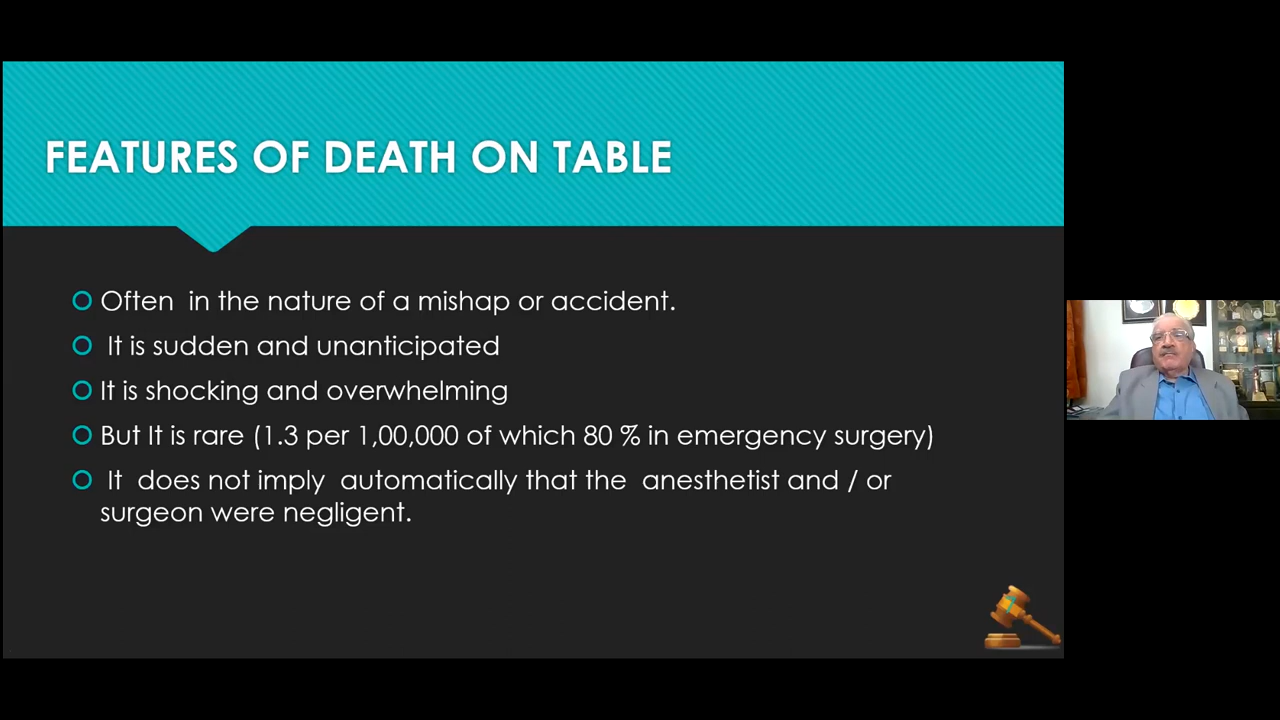 FEATURES OF DEATH ON TABLE
Often in the nature of a mishap or accident.
It is sudden and unanticipated
It is shocking and overwhelming
But It is rare (1.3 per 1,00,000 of which 80 % in emergency surgery)
It does not imply automatically that the anesthetist and / or
surgeon were negligent.